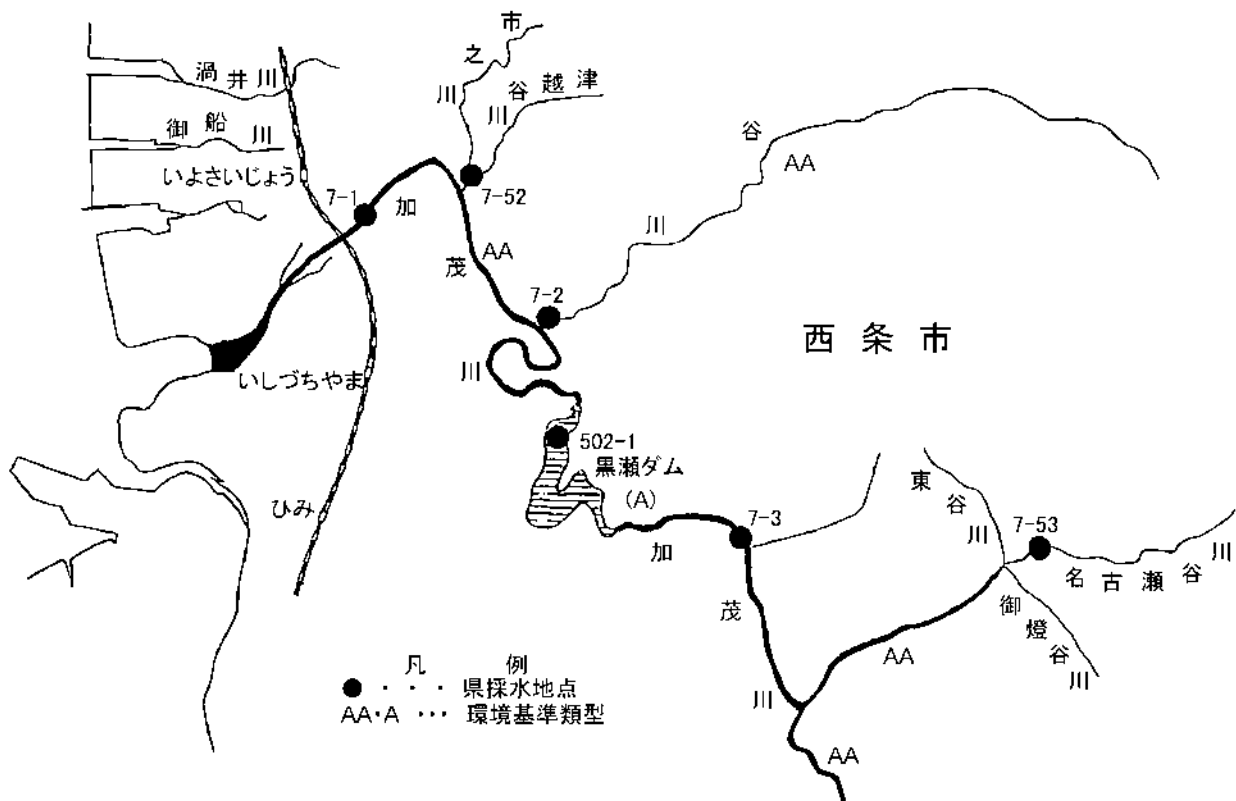 市之川
渦井川
谷越津川
御船川
谷川
AA
いよさいじょう
7-1
加茂川
7-52
AA
7-2
西条市
いしづちやま
502-1
黒瀬ダム
(A)
ひみ
東谷川
7-3
7-53
加茂川
名古瀬谷川
御燈谷川
AA
凡例
●・・・県採水地点
AA・A・・・環境基準類型
AA